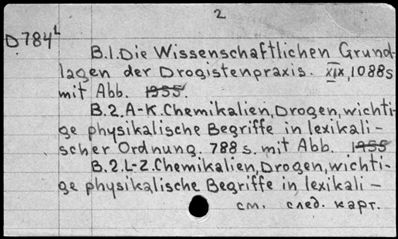 2
D784L
B.1.Die Wissenschaftlichen Grund-
lagen der Drogistenpraxis. XIX,1088s
mit Abb. 1955.
B.2.A-K.Chemikalien,Drogen,wichti-
ge physikalische Begriffe in lexikali-
scher Ordnung. 788 s. mit Abb. 1955
B.2.L-Z.Chemikalien,Drogen,wichti-
ge physikalische Begriffe in lexikali-
см. след. карт.